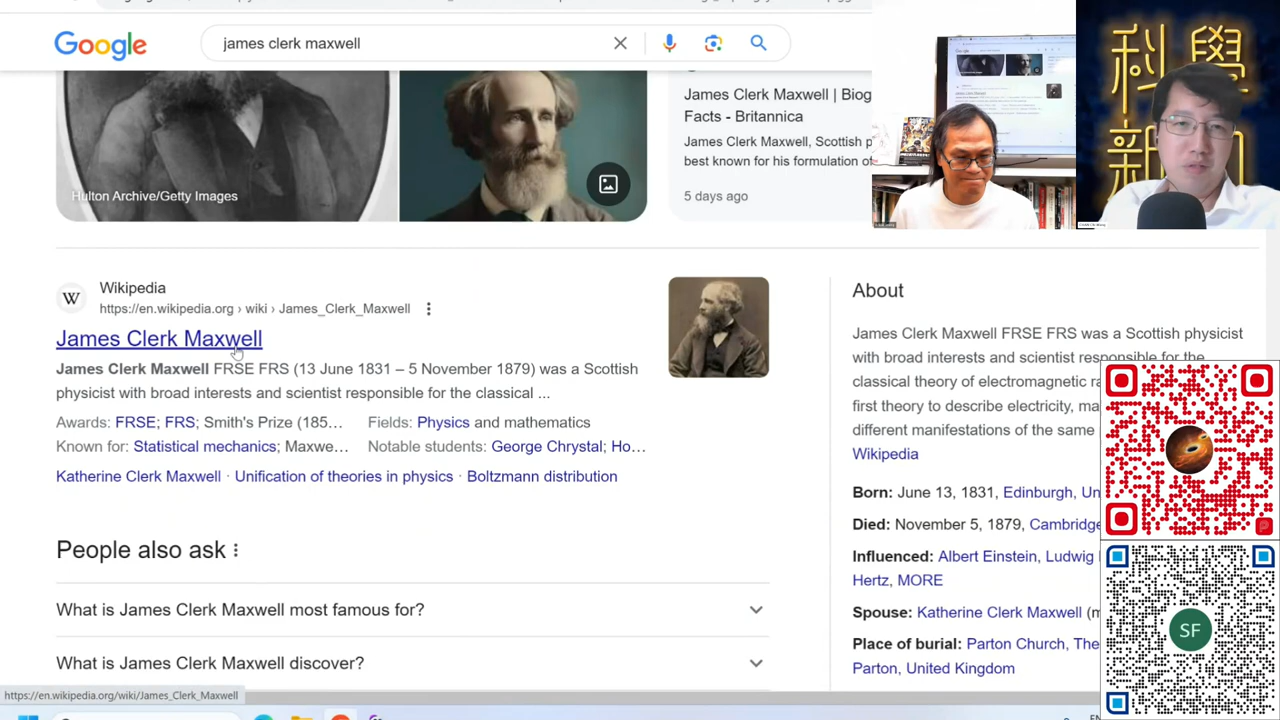 Google
james clerk maxwell
Hulton Archive/Getty Images
James Clerk Maxwell | Biog
Facts - Britannica
James Clerk Maxwell, Scottish p
best known for his formulation of
5 days ago
科學
新
W
Wikipedia
https://en.wikipedia.org › wiki › James_Clerk_Maxwell
James Clerk Maxwell
James Clerk Maxwell FRSE FRS (13 June 1831 – 5 November 1879) was a Scottish
physicist with broad interests and scientist responsible for the classical ...
Awards: FRSE; FRS; Smith's Prize (185…
Fields: Physics and mathematics
Known for: Statistical mechanics; Maxwe…
Notable students: George Chrystal; Ho…
Katherine Clerk Maxwell · Unification of theories in physics · Boltzmann distribution
People also ask
What is James Clerk Maxwell most famous for?
What is James Clerk Maxwell discover?
About
James Clerk Maxwell FRSE FRS was a Scottish physicist
with broad interests and scientist responsible for the
classical theory of electromagnetic ra
first theory to describe electricity, ma
different manifestations of the same
Wikipedia
Born: June 13, 1831, Edinburgh, Un
Died: November 5, 1879, Cambridge
Influenced: Albert Einstein, Ludwig
Hertz, MORE
Spouse: Katherine Clerk Maxwell (m
Place of burial: Parton Church, The
Parton, United Kingdom
SF
https://en.wikipedia.org/wiki/James_Clerk_Maxwell